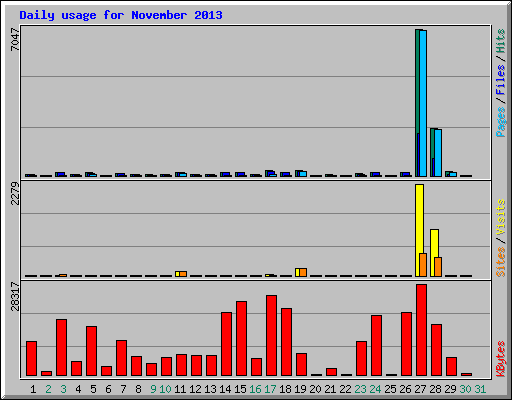 Daily usage for November 2013
7047
Pages / Files / Hits
2279
Sites / Visits
28317
KBytes
1 2 3 4 5 6 7 8 9 10 11 12 13 14 15 16 17 18 19 20 21 22 23 24 25 26 27 28 29 30 31